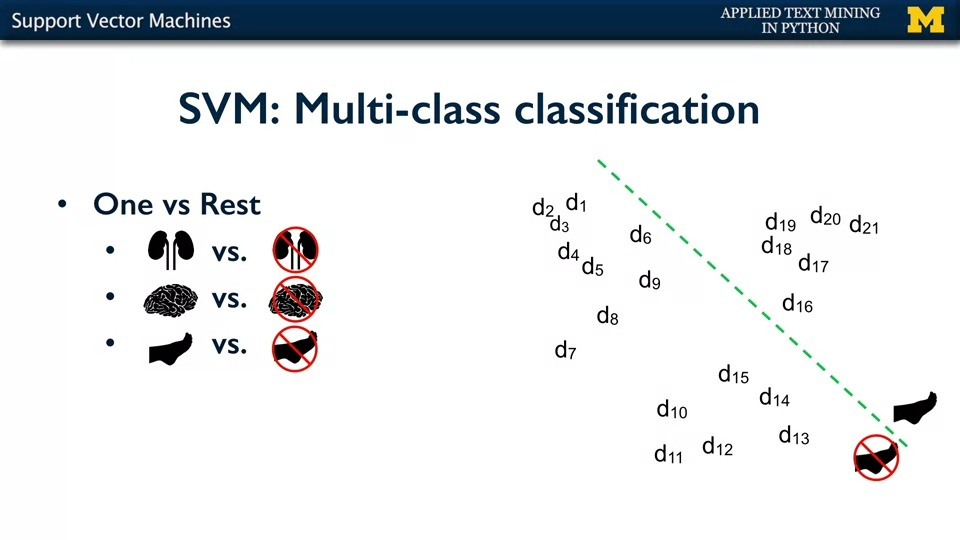 Support Vector Machines
APPLIED TEXT MINING
IN PYTHON
M
SVM: Multi-class classification
• One vs Rest
• vs.
• vs.
• vs.
d1
d2
d3
d4
d5
d6
d9
d8
d7
d19
d20
d21
d18
d17
d16
d15
d14
d10
d13
d12
d11